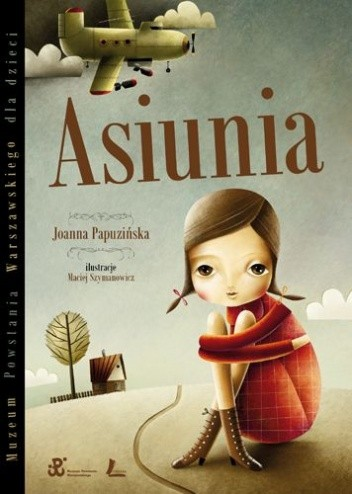 Muzeum Powstania Warszawskiego dla dzieci
Asiunia
Joanna Papuzińska
ilustracje
Maciej Szymanowicz